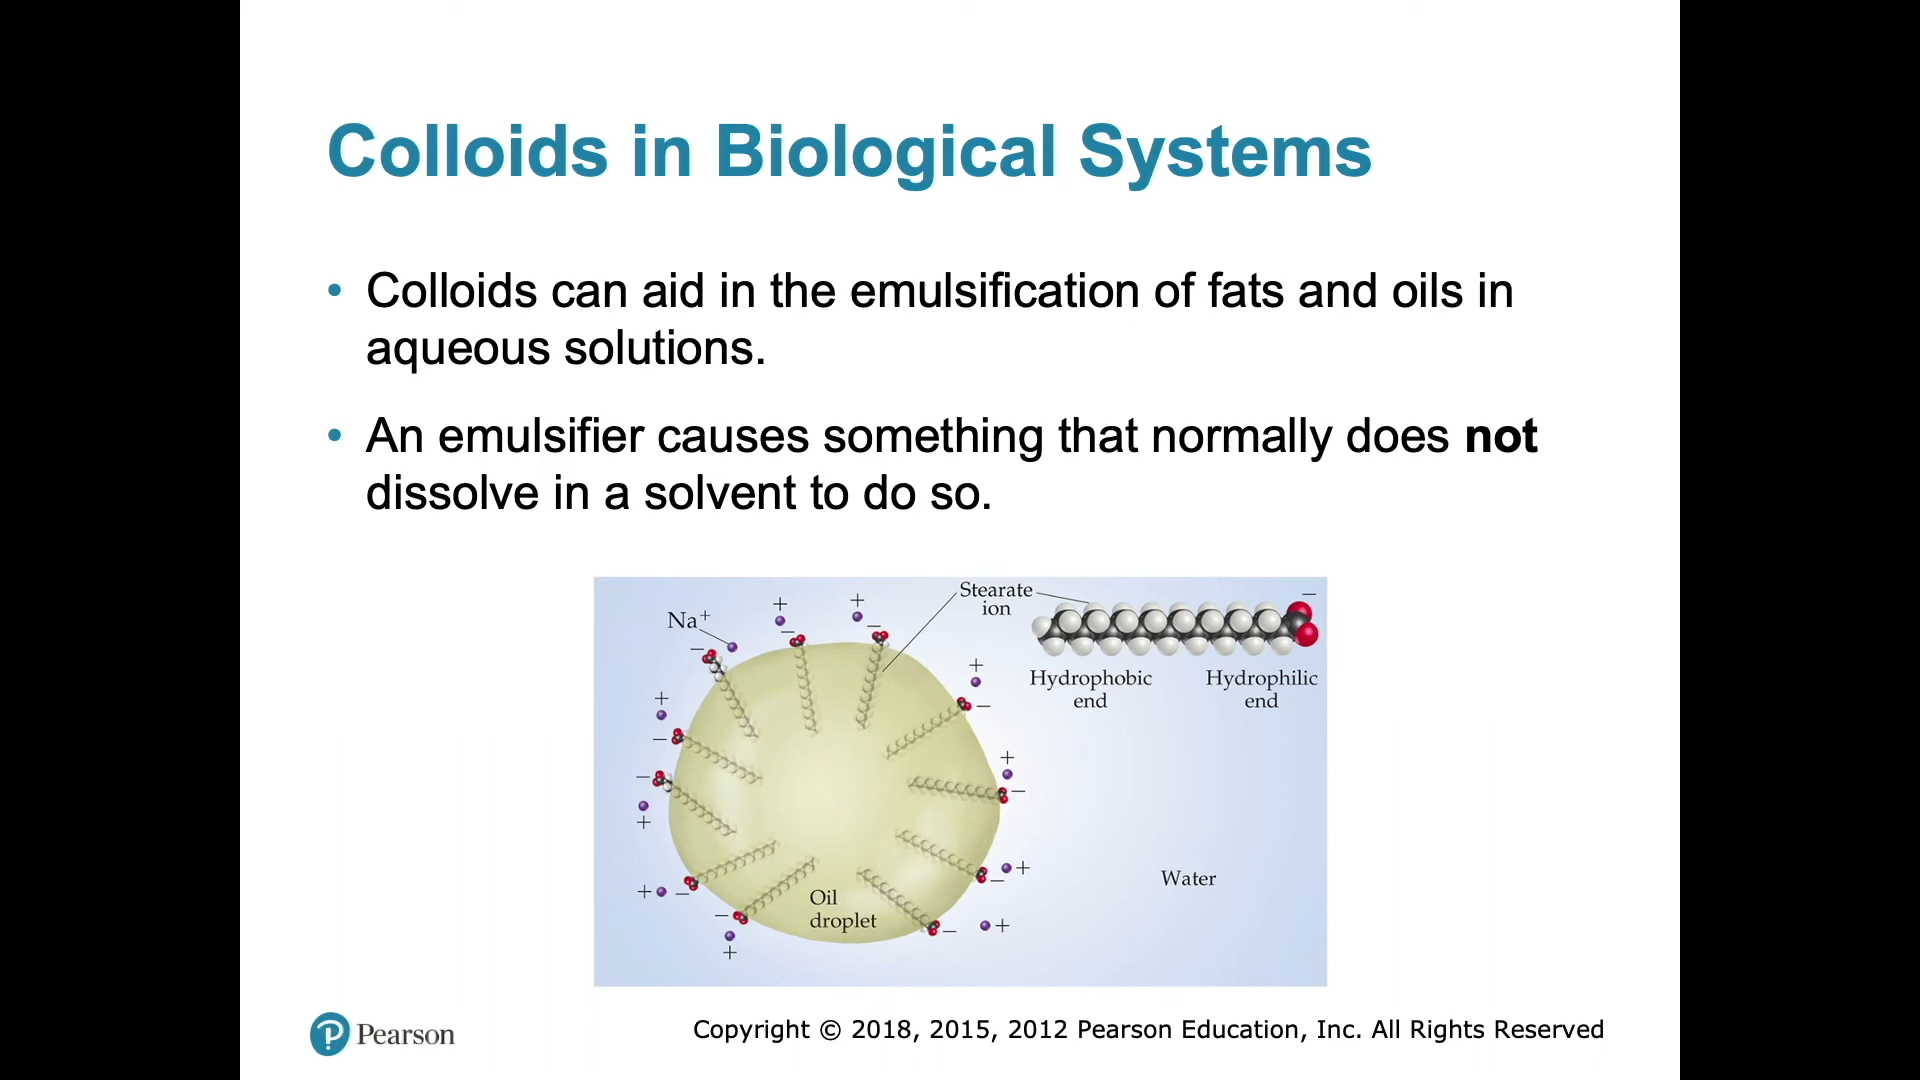 Colloids in Biological Systems
• Colloids can aid in the emulsification of fats and oils in
aqueous solutions.
• An emulsifier causes something that normally does not
dissolve in a solvent to do so.
Na+
Stearate
ion
Hydrophobic
end
Hydrophilic
end
Oil
droplet
Water
Pearson
Copyright © 2018, 2015, 2012 Pearson Education, Inc. All Rights Reserved